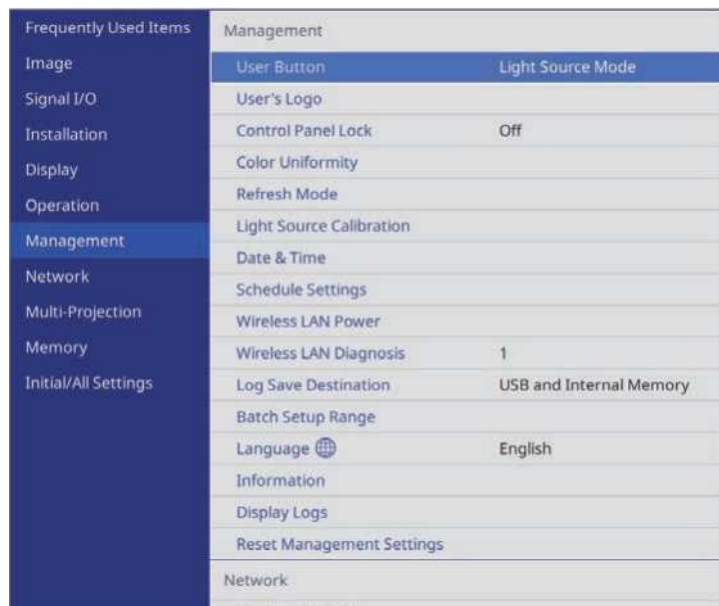 Frequently Used Items
Image
Signal I/O
Installation
Display
Operation
Management
Network
Multi-Projection
Memory
Initial/All Settings
Management
User Button Light Source Mode
User's Logo
Control Panel Lock Off
Color Uniformity
Refresh Mode
Light Source Calibration
Date & Time
Schedule Settings
Wireless LAN Power
Wireless LAN Diagnosis 1
Log Save Destination USB and Internal Memory
Batch Setup Range
Language English
Information
Display Logs
Reset Management Settings
Network